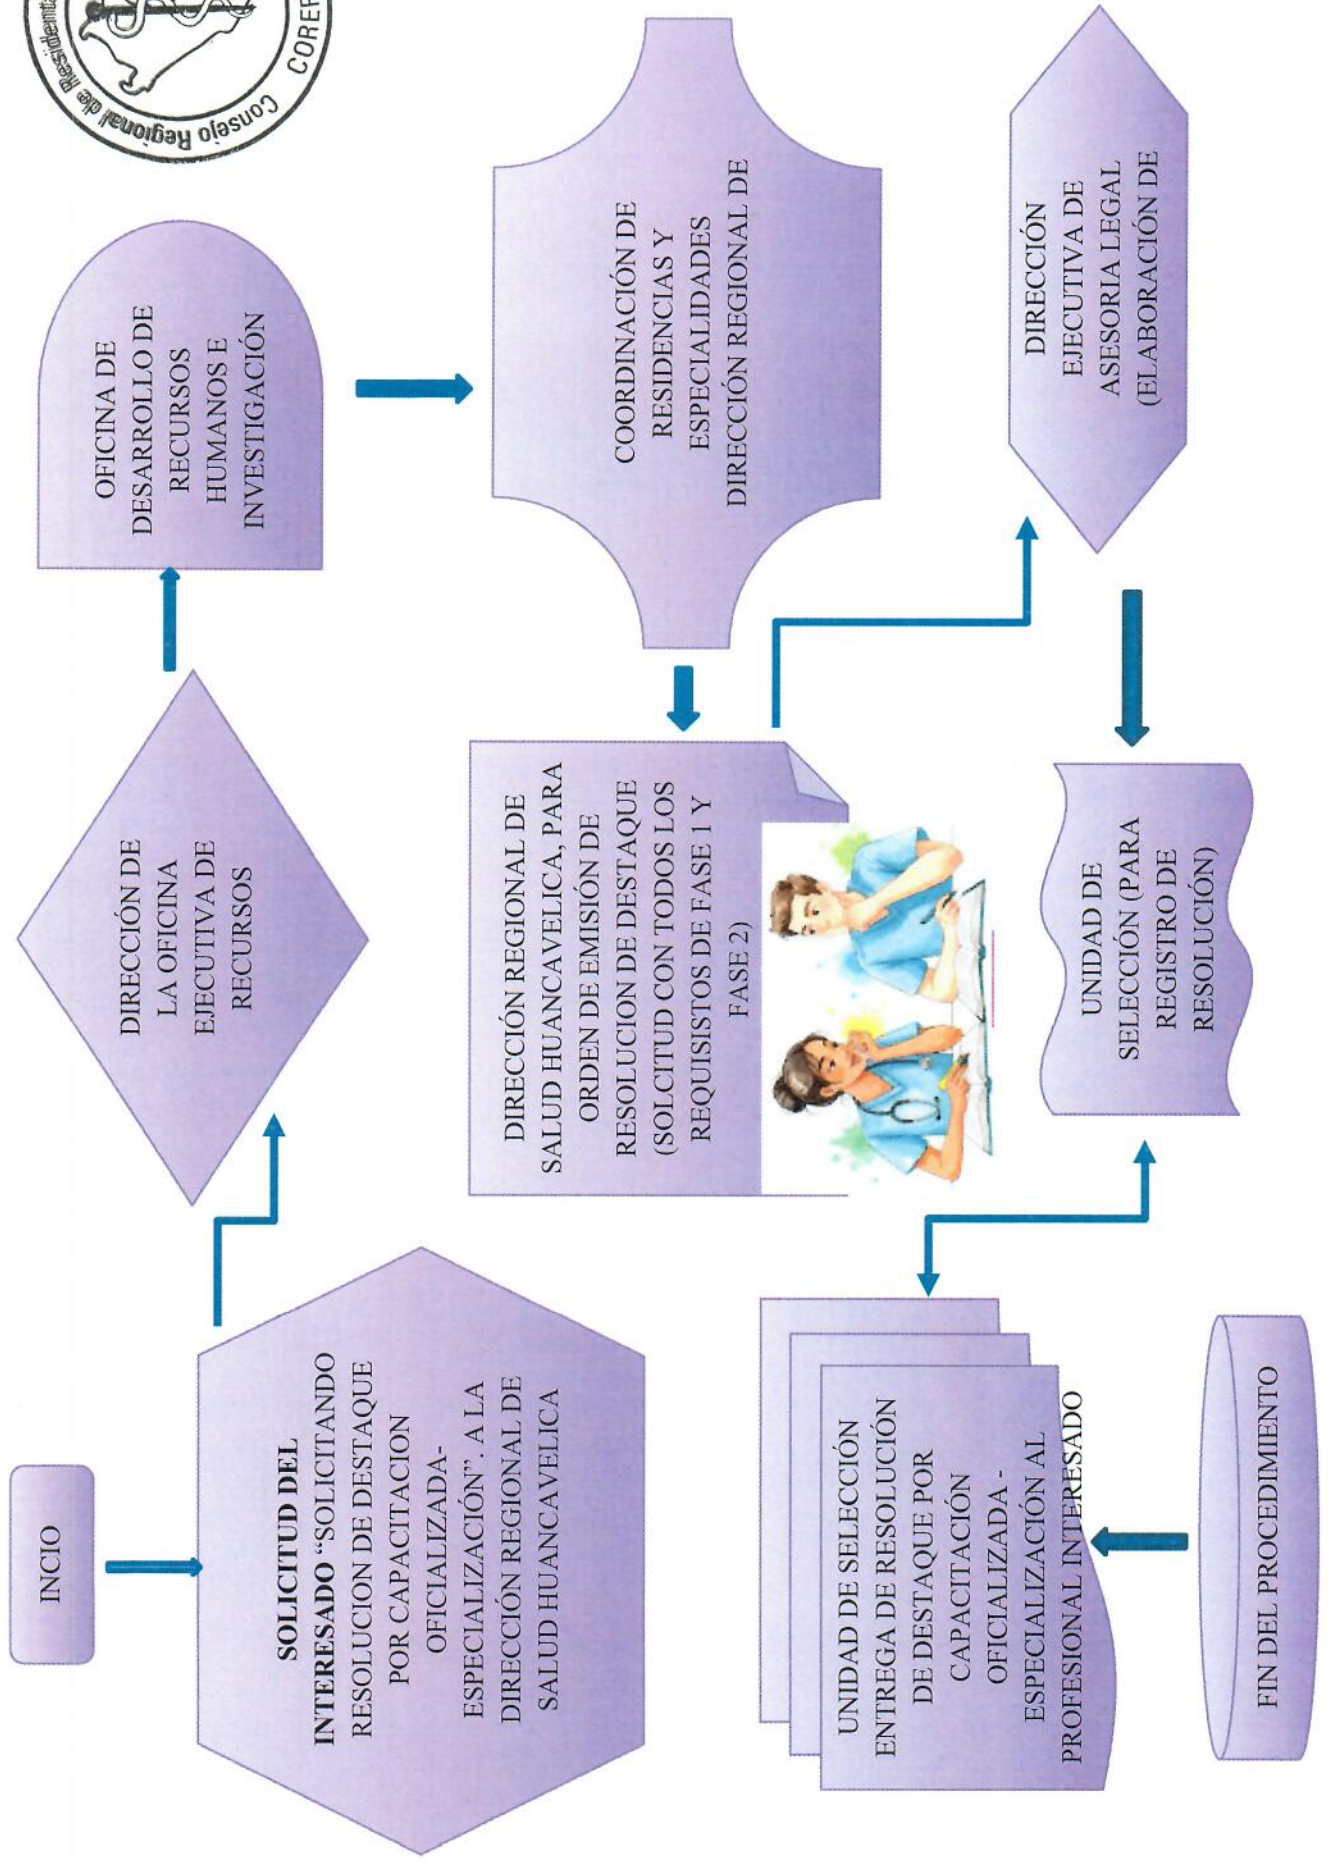 INCIO
SOLICITUD DEL
INTERESADO “SOLICITANDO
RESOLUCION DE DESTAQUE
POR CAPACITACION
OFICIALIZADA-
ESPECIALIZACIÓN”. A LA
DIRECCIÓN REGIONAL DE
SALUD HUANCAVELICA
DIRECCIÓN DE
LA OFICINA
EJECUTIVA DE
RECURSOS
OFICINA DE
DESARROLLO DE
RECURSOS
HUMANOS E
INVESTIGACIÓN
COORDINACIÓN DE
RESIDENCIAS Y
ESPECIALIDADES
DIRECCIÓN REGIONAL DE
DIRECCIÓN REGIONAL DE
SALUD HUANCAVELICA, PARA
ORDEN DE EMISIÓN DE
RESOLUCION DE DESTAQUE
(SOLCITUD CON TODOS LOS
REQUISISTOS DE FASE 1 Y
FASE 2)
DIRECCIÓN
EJECUTIVA DE
ASESORIA LEGAL
(ELABORACIÓN DE
UNIDAD DE
SELECCIÓN (PARA
REGISTRO DE
RESOLUCIÓN)
UNIDAD DE SELECCIÓN
ENTREGA DE RESOLUCIÓN
DE DESTAQUE POR
CAPACITACIÓN
OFICIALIZADA -
ESPECIALIZACIÓN AL
PROFESIONAL INTERESADO
FIN DEL PROCEDIMIENTO
Consejo Regional de Residenta
COREP